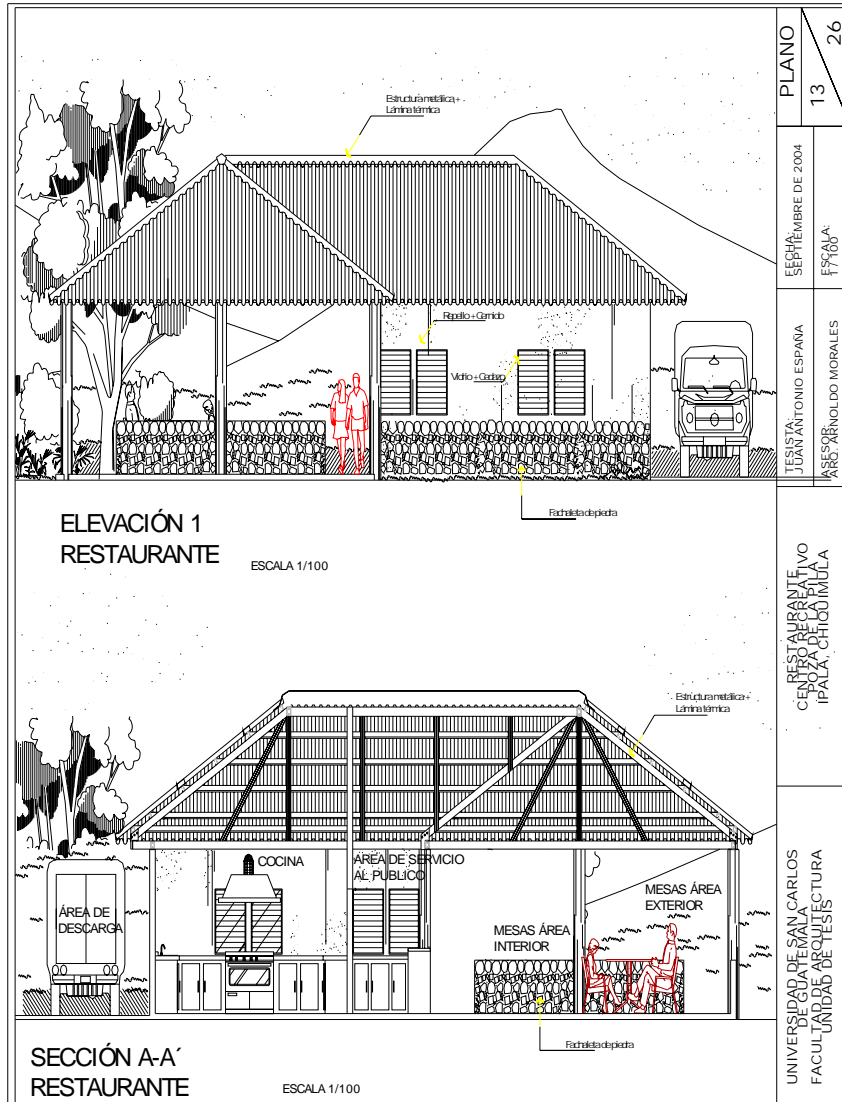 Estructura metálica +
Lámina térmica
Repello + Cernido
Vidrio + Cedazo
Fachaleta de piedra
ELEVACIÓN 1
RESTAURANTE
ESCALA 1/100
Estructura metálica +
Lámina térmica
COCINA
ÁREA DE SERVICIO
AL PUBLICO
ÁREA DE
DESCARGA
MESAS ÁREA
INTERIOR
MESAS ÁREA
EXTERIOR
Fachaleta de piedra
SECCIÓN A-A´
RESTAURANTE
ESCALA 1/100
PLANO
13
26
FECHA:
SEPTIEMBRE DE 2004
ESCALA:
1/100
TESISTA:
JUAN ANTONIO ESPAÑA
ASESOR:
ARQ. ARNOLDO MORALES
RESTAURANTE
CENTRO RECREATIVO
POZA DE LA PILA
IPALA, CHIQUIMULA
UNIVERSIDAD DE SAN CARLOS
DE GUATEMALA
FACULTAD DE ARQUITECTURA
UNIDAD DE TESIS